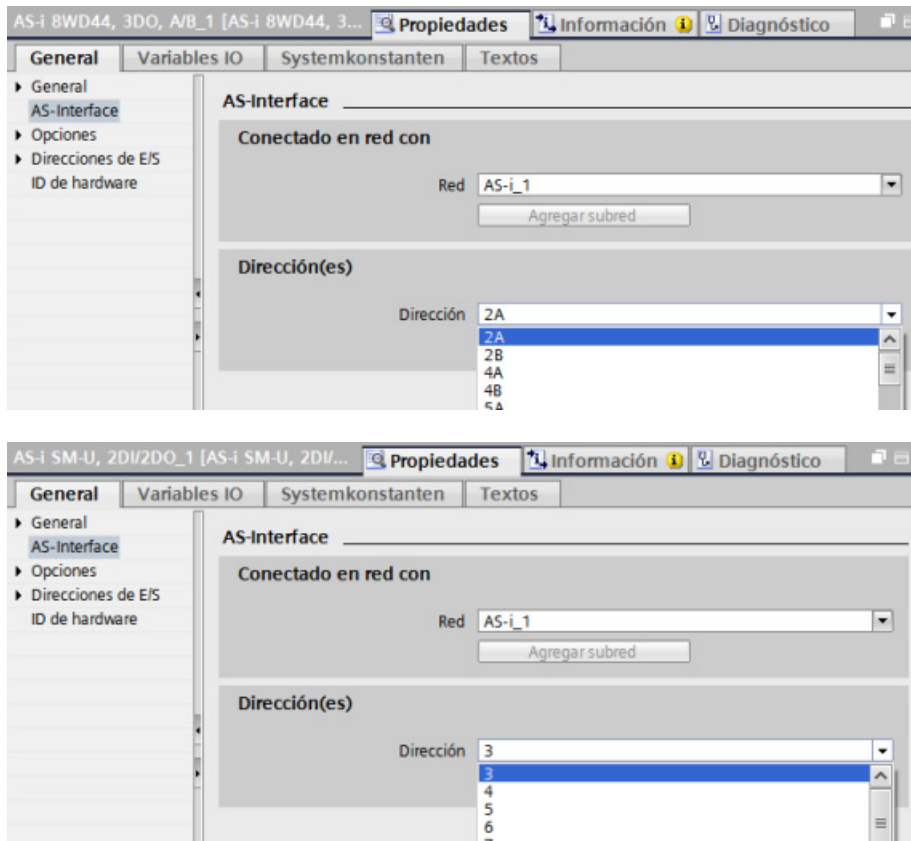 AS-i 8WD44, 3DO, A/B_1 [AS-i 8WD44, 3... Propiedades Información Diagnóstico
General Variables IO Systemkonstanten Textos
General
AS-Interface
Opciones
Direcciones de E/S
ID de hardware
AS-Interface
Conectado en red con
Red AS-i_1
Agregar subred
Dirección(es)
Dirección 2A
2A
2B
4A
4B
5A
AS-i SM-U, 2DI/2DO_1 [AS-i SM-U, 2DI/... Propiedades Información Diagnóstico
General Variables IO Systemkonstanten Textos
General
AS-Interface
Opciones
Direcciones de E/S
ID de hardware
AS-Interface
Conectado en red con
Red AS-i_1
Agregar subred
Dirección(es)
Dirección 3
3
4
5
6